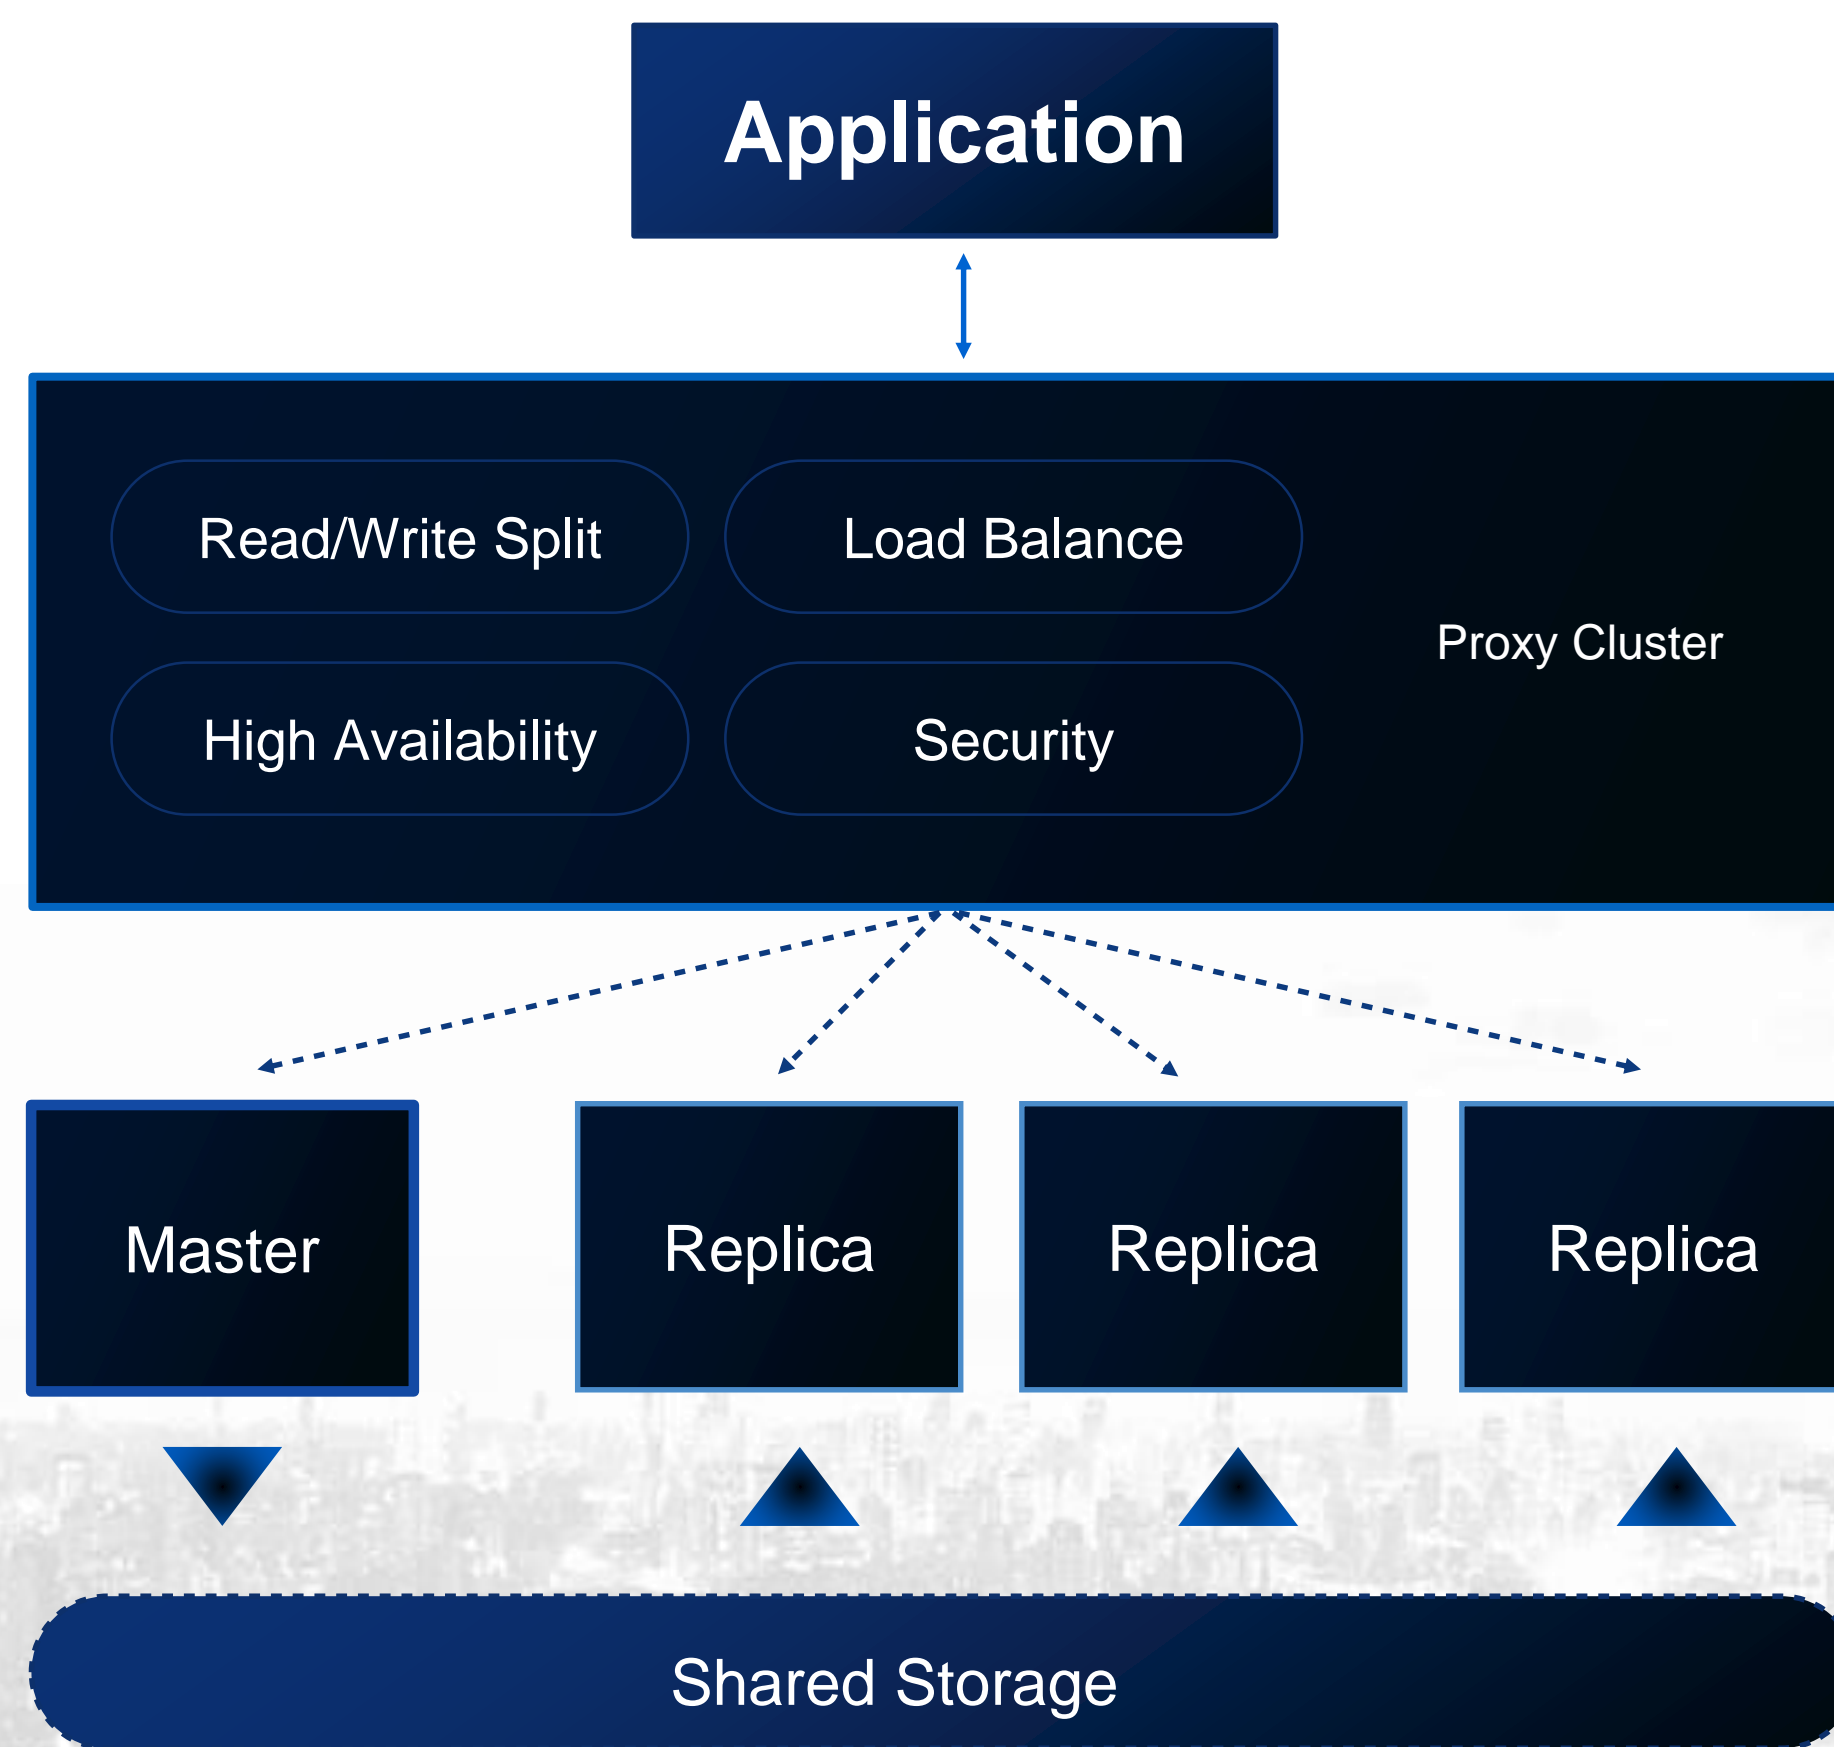 Application
Read/Write Split
Load Balance
Proxy Cluster
High Availability
Security
Master
Replica
Replica
Replica
Shared Storage